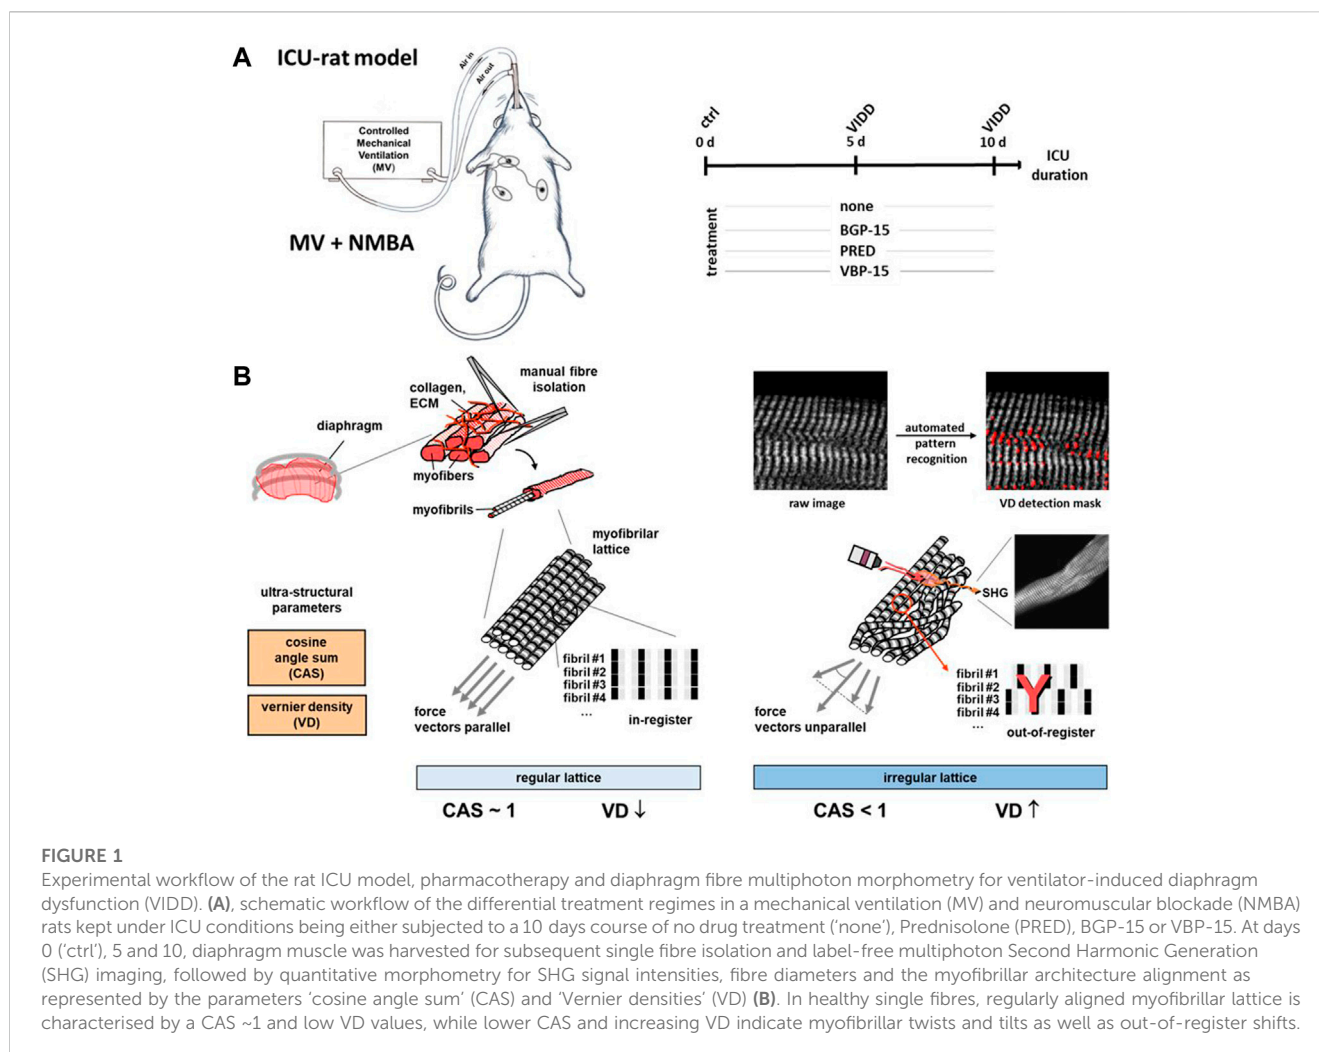 A
ICU-rat model
Air in
Air out
Controlled
Mechanical
Ventilation
(MV)
MV + NMBA
ctrl
VIDD
VIDD
0 d
5 d
10 d
ICU
duration
treatment
none
BGP-15
PRED
VBP-15
B
collagen,
ECM
manual fibre
isolation
diaphragm
myofibers
myofibrils
myofibrilar
lattice
automated
pattern
recognition
raw image
VD detection mask
ultra-structural
parameters
cosine
angle sum
(CAS)
vernier density
(VD)
fibril #1
fibril #2
fibril #3
fibril #4
...
in-register
force
vectors parallel
SHG
fibril #1
fibril #2
fibril #3
fibril #4
...
Y
out-of-register
force
vectors unparallel
regular lattice
irregular lattice
CAS ~ 1 VD ↓
CAS < 1 VD ↑
FIGURE 1
Experimental workflow of the rat ICU model, pharmacotherapy and diaphragm fibre multiphoton morphometry for ventilator-induced diaphragm
dysfunction (VIDD). (A), schematic workflow of the differential treatment regimes in a mechanical ventilation (MV) and neuromuscular blockade (NMBA)
rats kept under ICU conditions being either subjected to a 10 days course of no drug treatment (‘none’), Prednisolone (PRED), BGP-15 or VBP-15. At days
0 (‘ctrl’), 5 and 10, diaphragm muscle was harvested for subsequent single fibre isolation and label-free multiphoton Second Harmonic Generation
(SHG) imaging, followed by quantitative morphometry for SHG signal intensities, fibre diameters and the myofibrillar architecture alignment as
represented by the parameters ‘cosine angle sum’ (CAS) and ‘Vernier densities’ (VD) (B). In healthy single fibres, regularly aligned myofibrillar lattice is
characterised by a CAS ~1 and low VD values, while lower CAS and increasing VD indicate myofibrillar twists and tilts as well as out-of-register shifts.